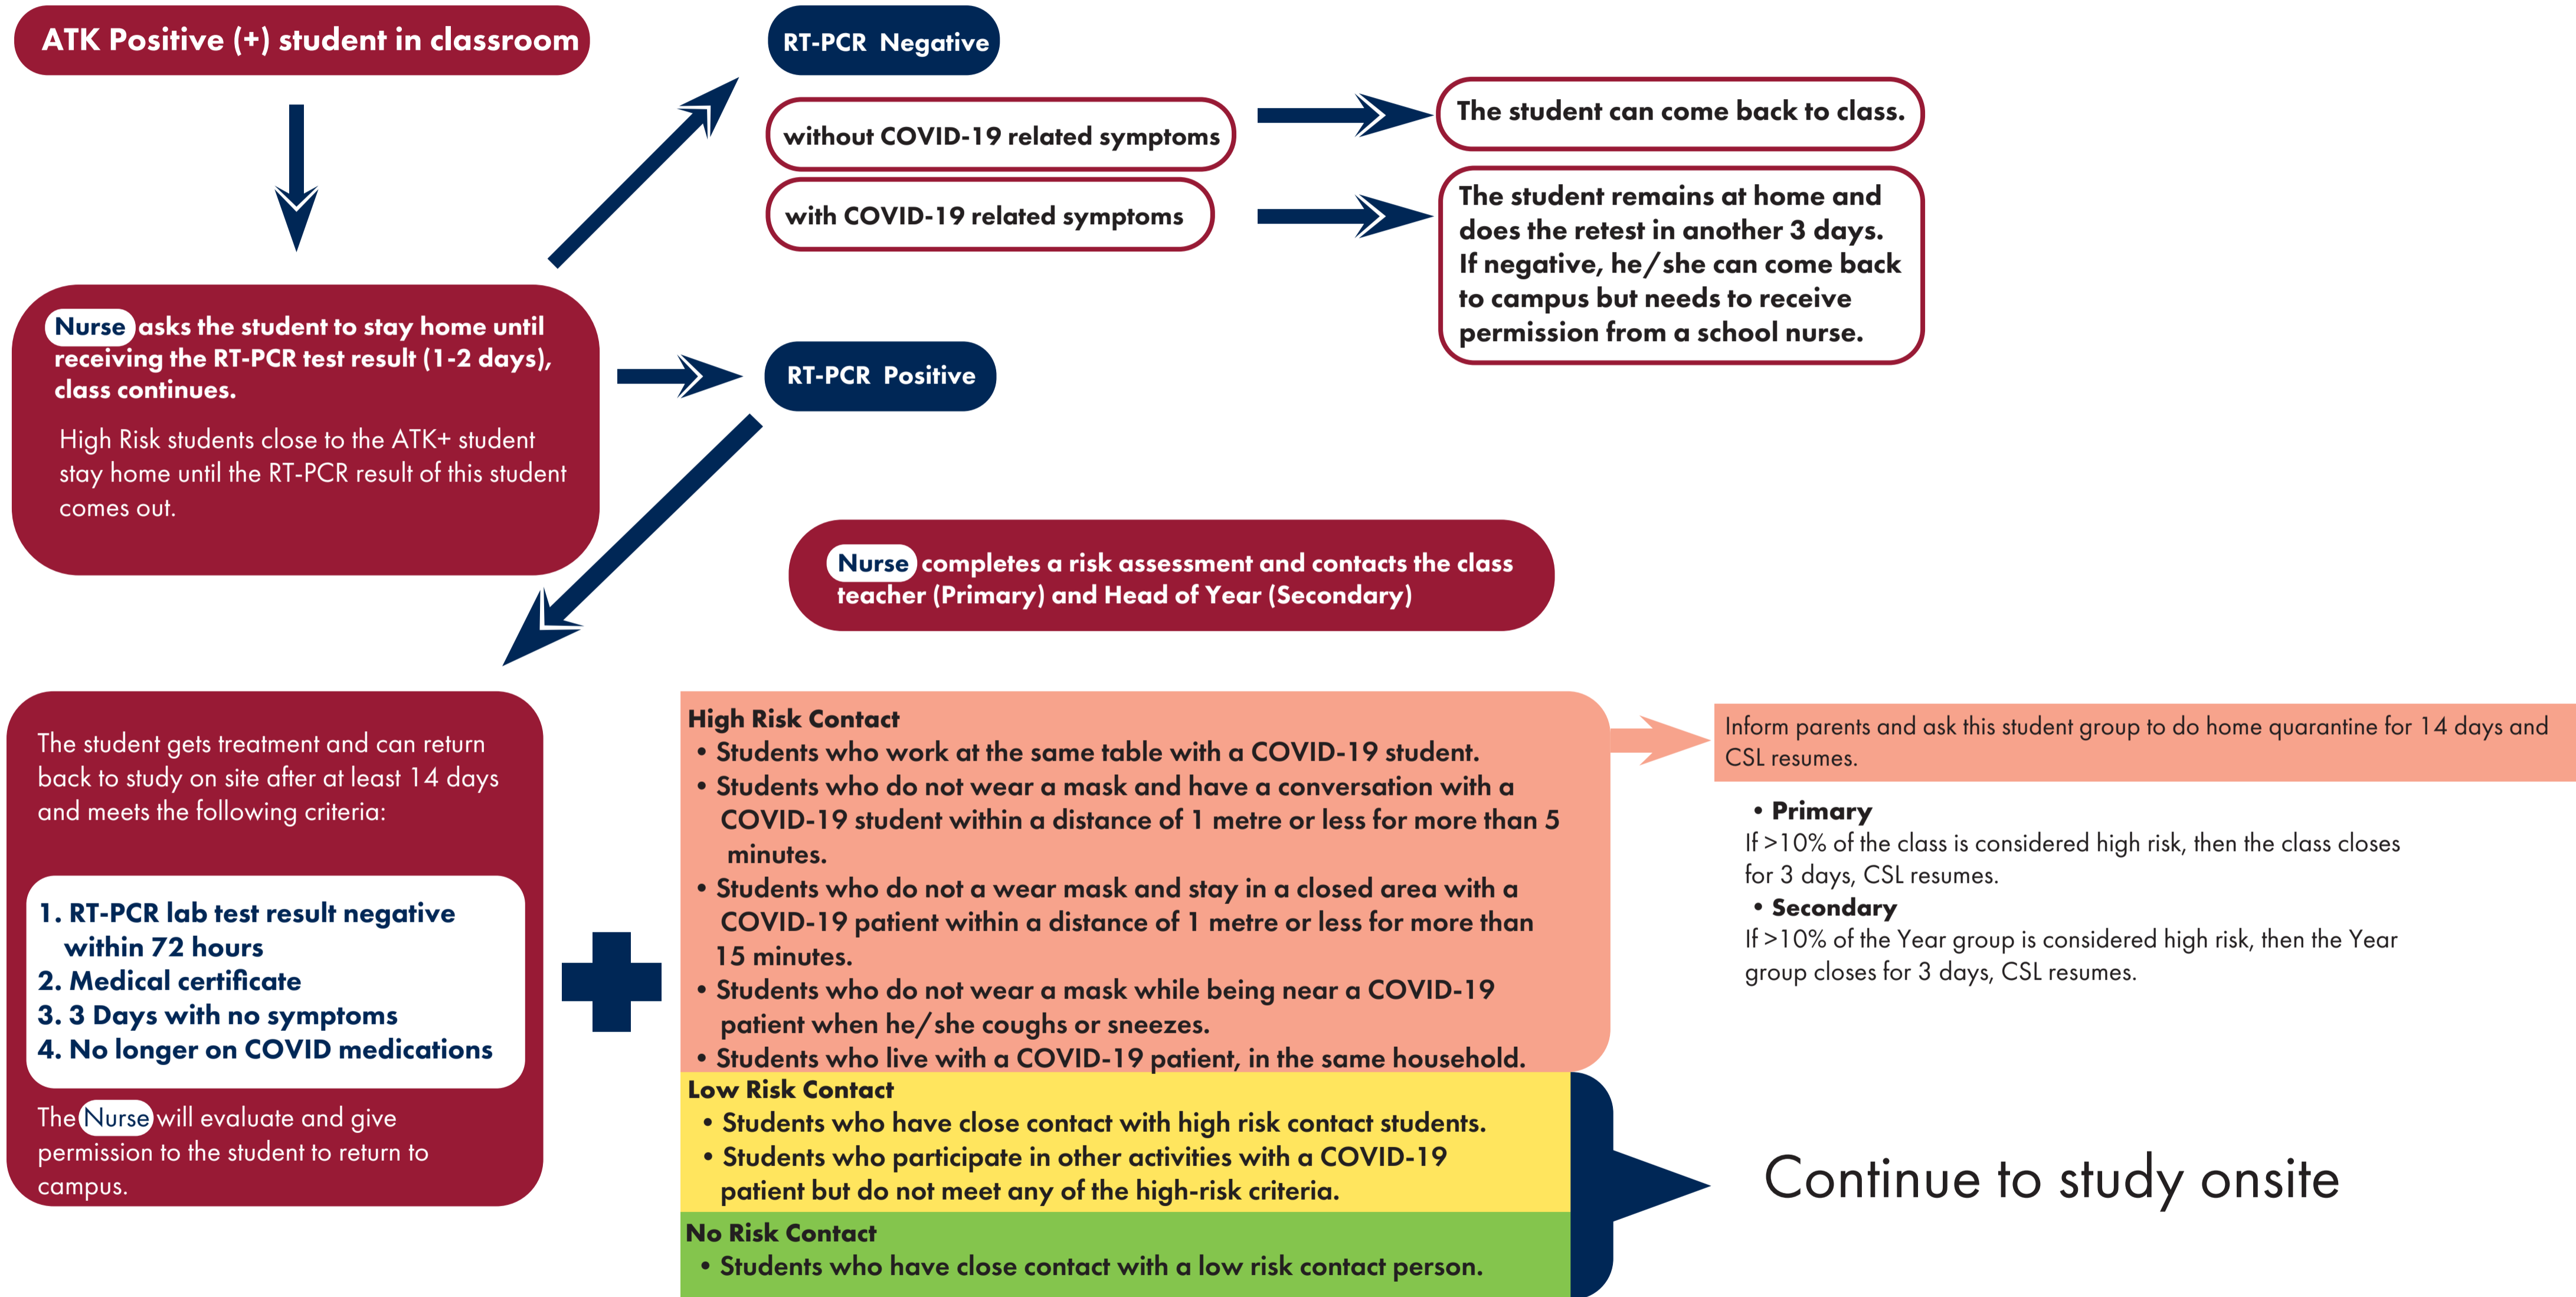 ATK Positive (+) student in classroom
RT-PCR Negative
without COVID-19 related symptoms
The student can come back to class.
with COVID-19 related symptoms
The student remains at home and
does the retest in another 3 days.
If negative, he/she can come back
to campus but needs to receive
permission from a school nurse.
Nurse asks the student to stay home until
receiving the RT-PCR test result (1-2 days),
class continues.
High Risk students close to the ATK+ student
stay home until the RT-PCR result of this student
comes out.
RT-PCR Positive
Nurse completes a risk assessment and contacts the class
teacher (Primary) and Head of Year (Secondary)
The student gets treatment and can return
back to study on site after at least 14 days
and meets the following criteria:
1. RT-PCR lab test result negative
within 72 hours
2. Medical certificate
3. 3 Days with no symptoms
4. No longer on COVID medications
The Nurse will evaluate and give
permission to the student to return to
campus.
High Risk Contact
• Students who work at the same table with a COVID-19 student.
• Students who do not wear a mask and have a conversation with a
COVID-19 student within a distance of 1 metre or less for more than 5
minutes.
• Students who do not a wear mask and stay in a closed area with a
COVID-19 patient within a distance of 1 metre or less for more than
15 minutes.
• Students who do not wear a mask while being near a COVID-19
patient when he/she coughs or sneezes.
• Students who live with a COVID-19 patient, in the same household.
Low Risk Contact
• Students who have close contact with high risk contact students.
• Students who participate in other activities with a COVID-19
patient but do not meet any of the high-risk criteria.
No Risk Contact
• Students who have close contact with a low risk contact person.
Inform parents and ask this student group to do home quarantine for 14 days and
CSL resumes.
• Primary
If >10% of the class is considered high risk, then the class closes
for 3 days, CSL resumes.
• Secondary
If >10% of the Year group is considered high risk, then the Year
group closes for 3 days, CSL resumes.
Continue to study onsite